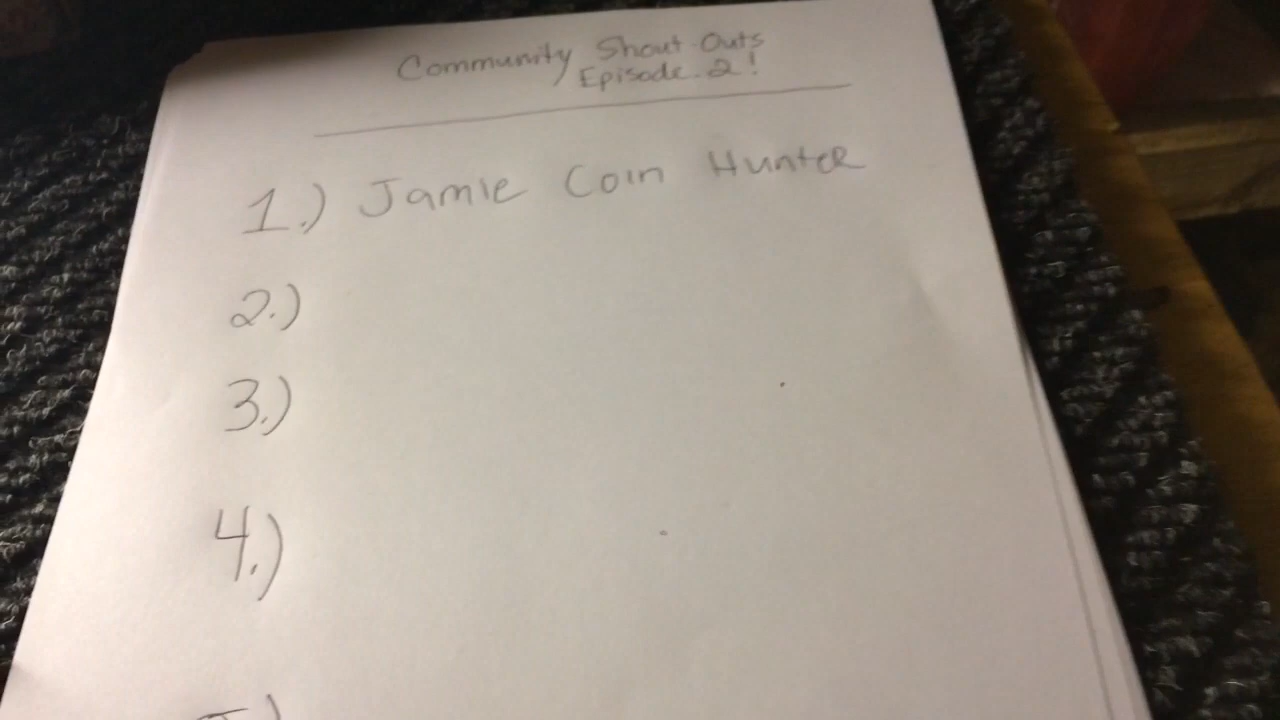 Community Shout-Outs
Episode 2!
1.) Jamie Coin Hunter
2.)
3.)
4.)